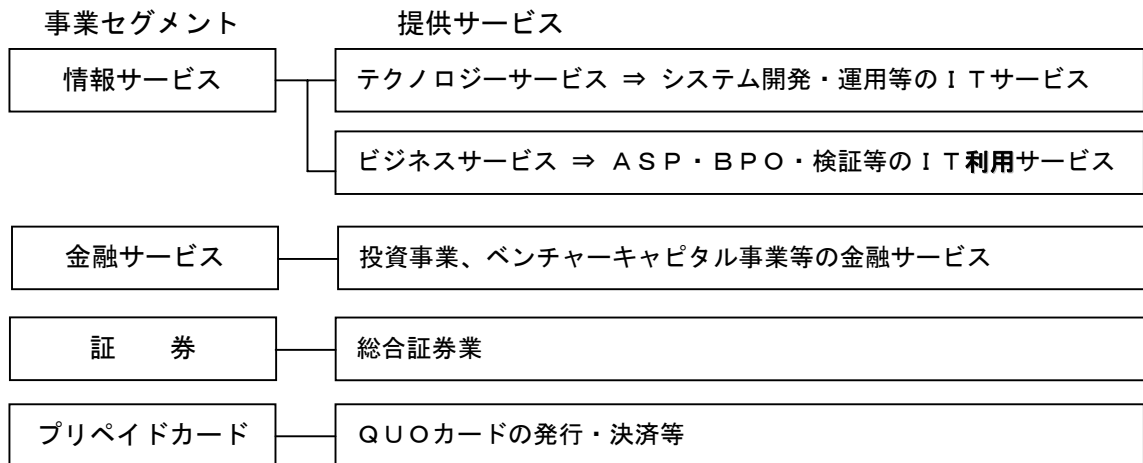 事業セグメント　提供サービス
情報サービス　テクノロジーサービス ⇒ システム開発・運用等のＩＴサービス
ビジネスサービス ⇒ ＡＳＰ・ＢＰＯ・検証等のＩＴ利用サービス
金融サービス　投資事業、ベンチャーキャピタル事業等の金融サービス
証　　券　総合証券業
プリペイドカード　ＱＵＯカードの発行・決済等